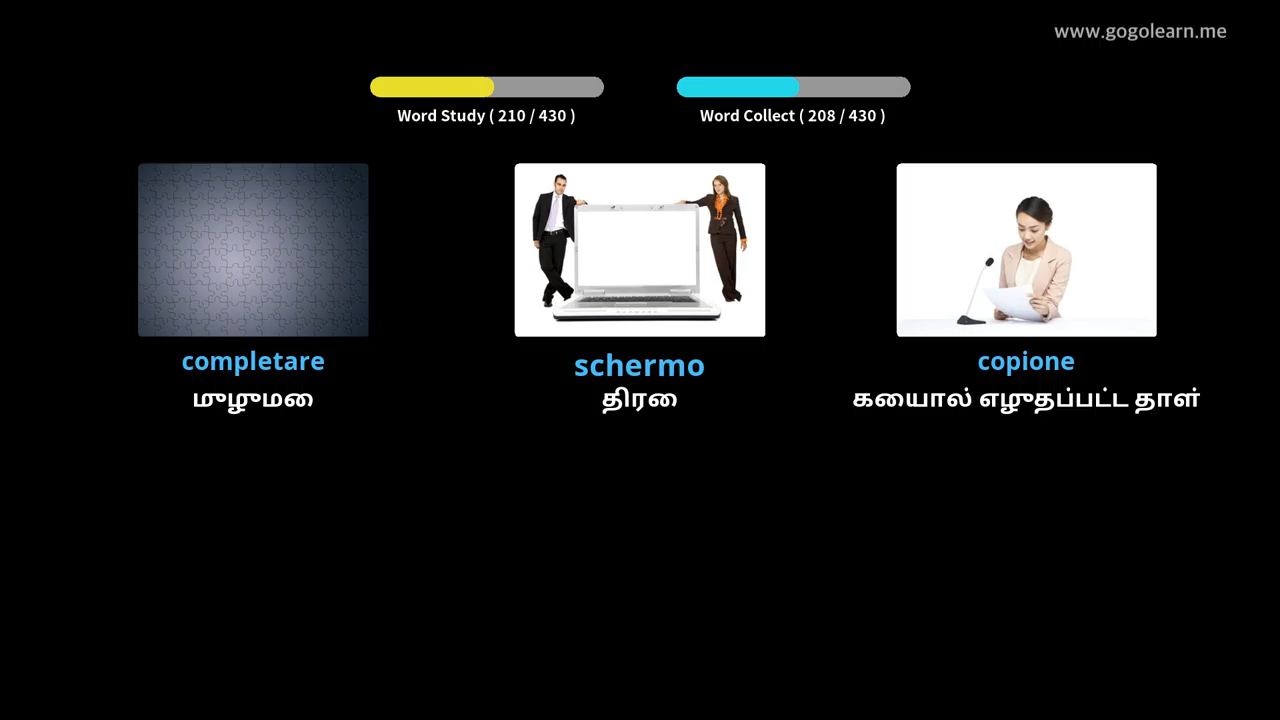 www.gogolearn.me
Word Study ( 210 / 430 )
Word Collect ( 208 / 430 )
completare
schermo
copione
முழுமை
திரை
கையால் எழுதப்பட்ட தாள்